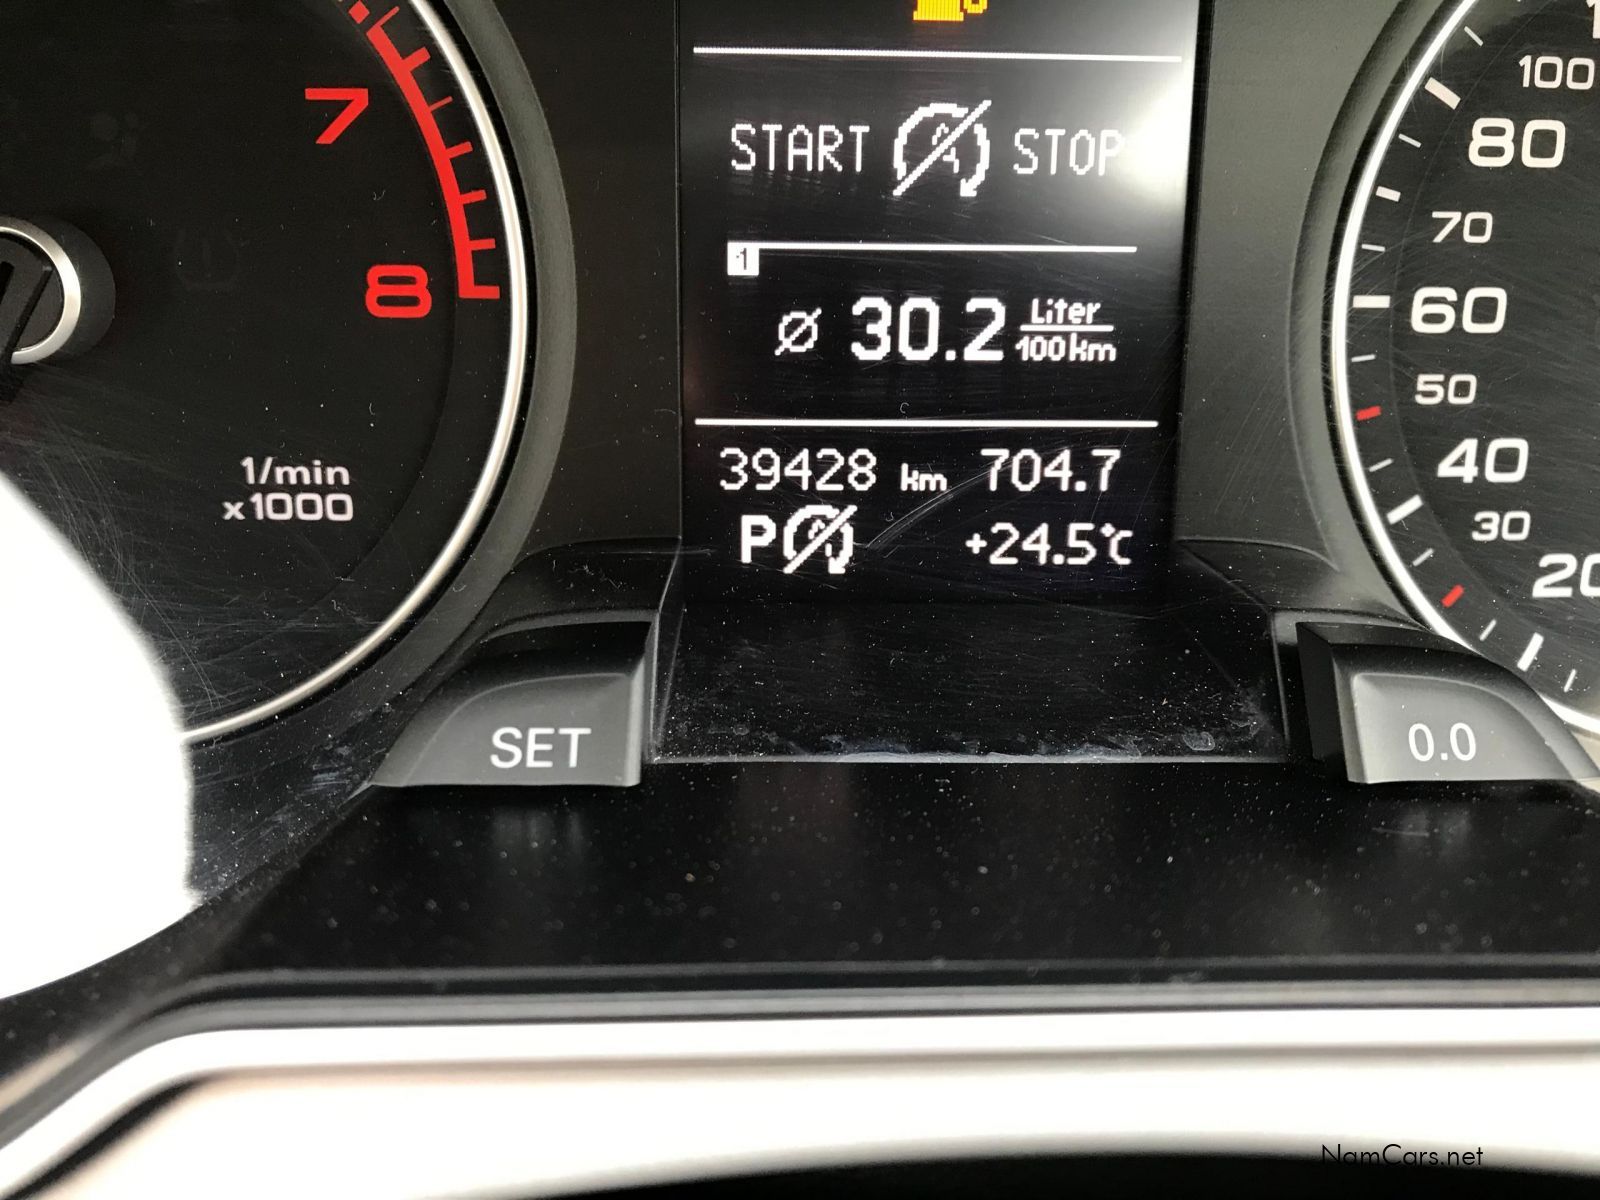 7
8
1/min
x1000
START A STOP
1
Ø 30.2 Liter
100km
39428 km 704.7
P A +24.5°C
SET
0.0
100
80
70
60
50
40
30
20
NamCars.net